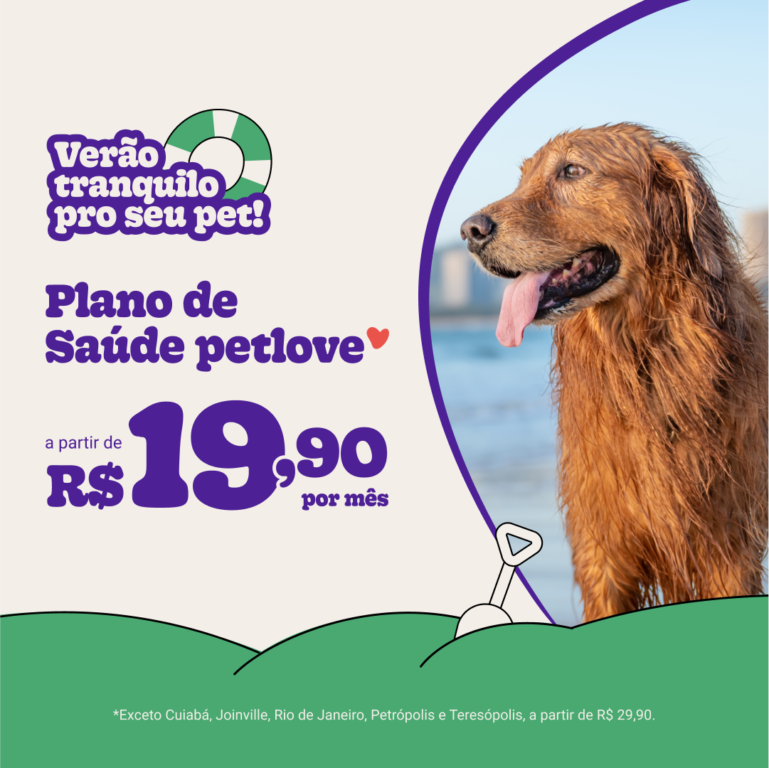 Verão
tranquilo
pro seu pet!
Plano de
Saúde petlove
a partir de
R$ 19,90
por mês
*Exceto Cuiabá, Joinville, Rio de Janeiro, Petrópolis e Teresópolis, a partir de R$ 29,90.